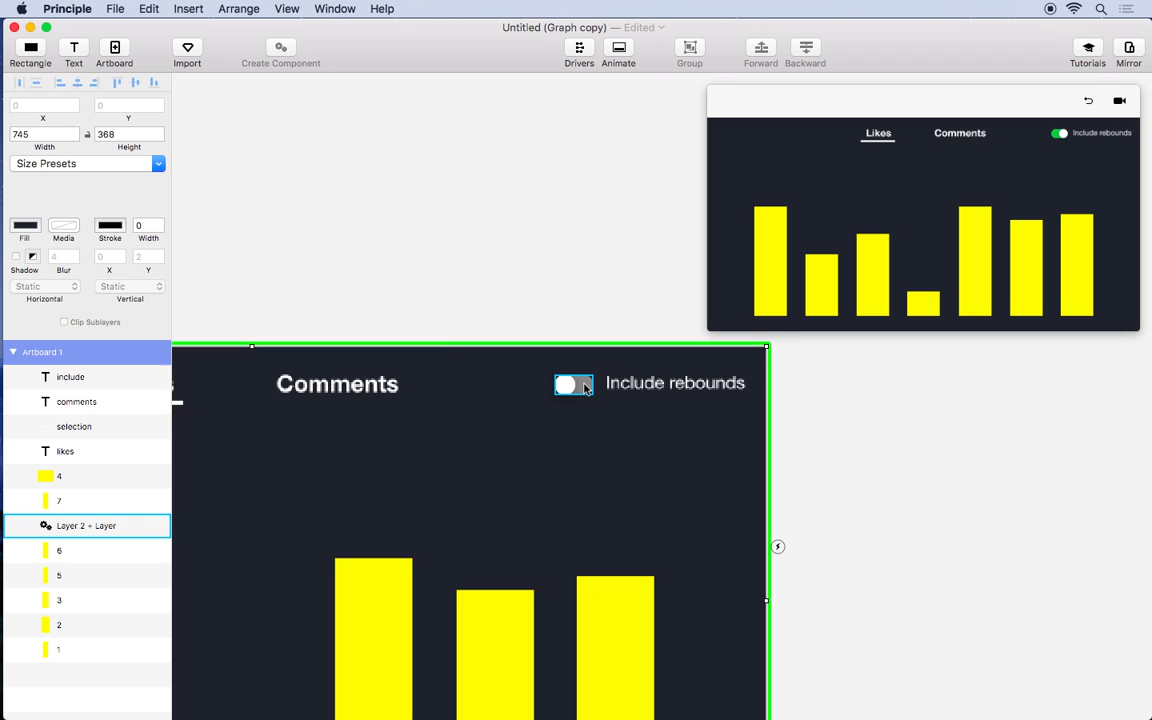 Principle File Edit Insert Arrange View Window Help
Untitled (Graph copy) — Edited
Rectangle Text Artboard Import Create Component Drivers Animate Group Forward Backward Tutorials Mirror
0 0
X Y
745 368
Width Height
Size Presets
0
Fill Media Stroke Width
4 0 2
Shadow Blur X Y
Static Static
Horizontal Vertical
Clip Sublayers
Artboard 1
include
comments
selection
likes
4
7
Layer 2 + Layer
6
5
3
2
1
Likes Comments Include rebounds
Comments Include rebounds